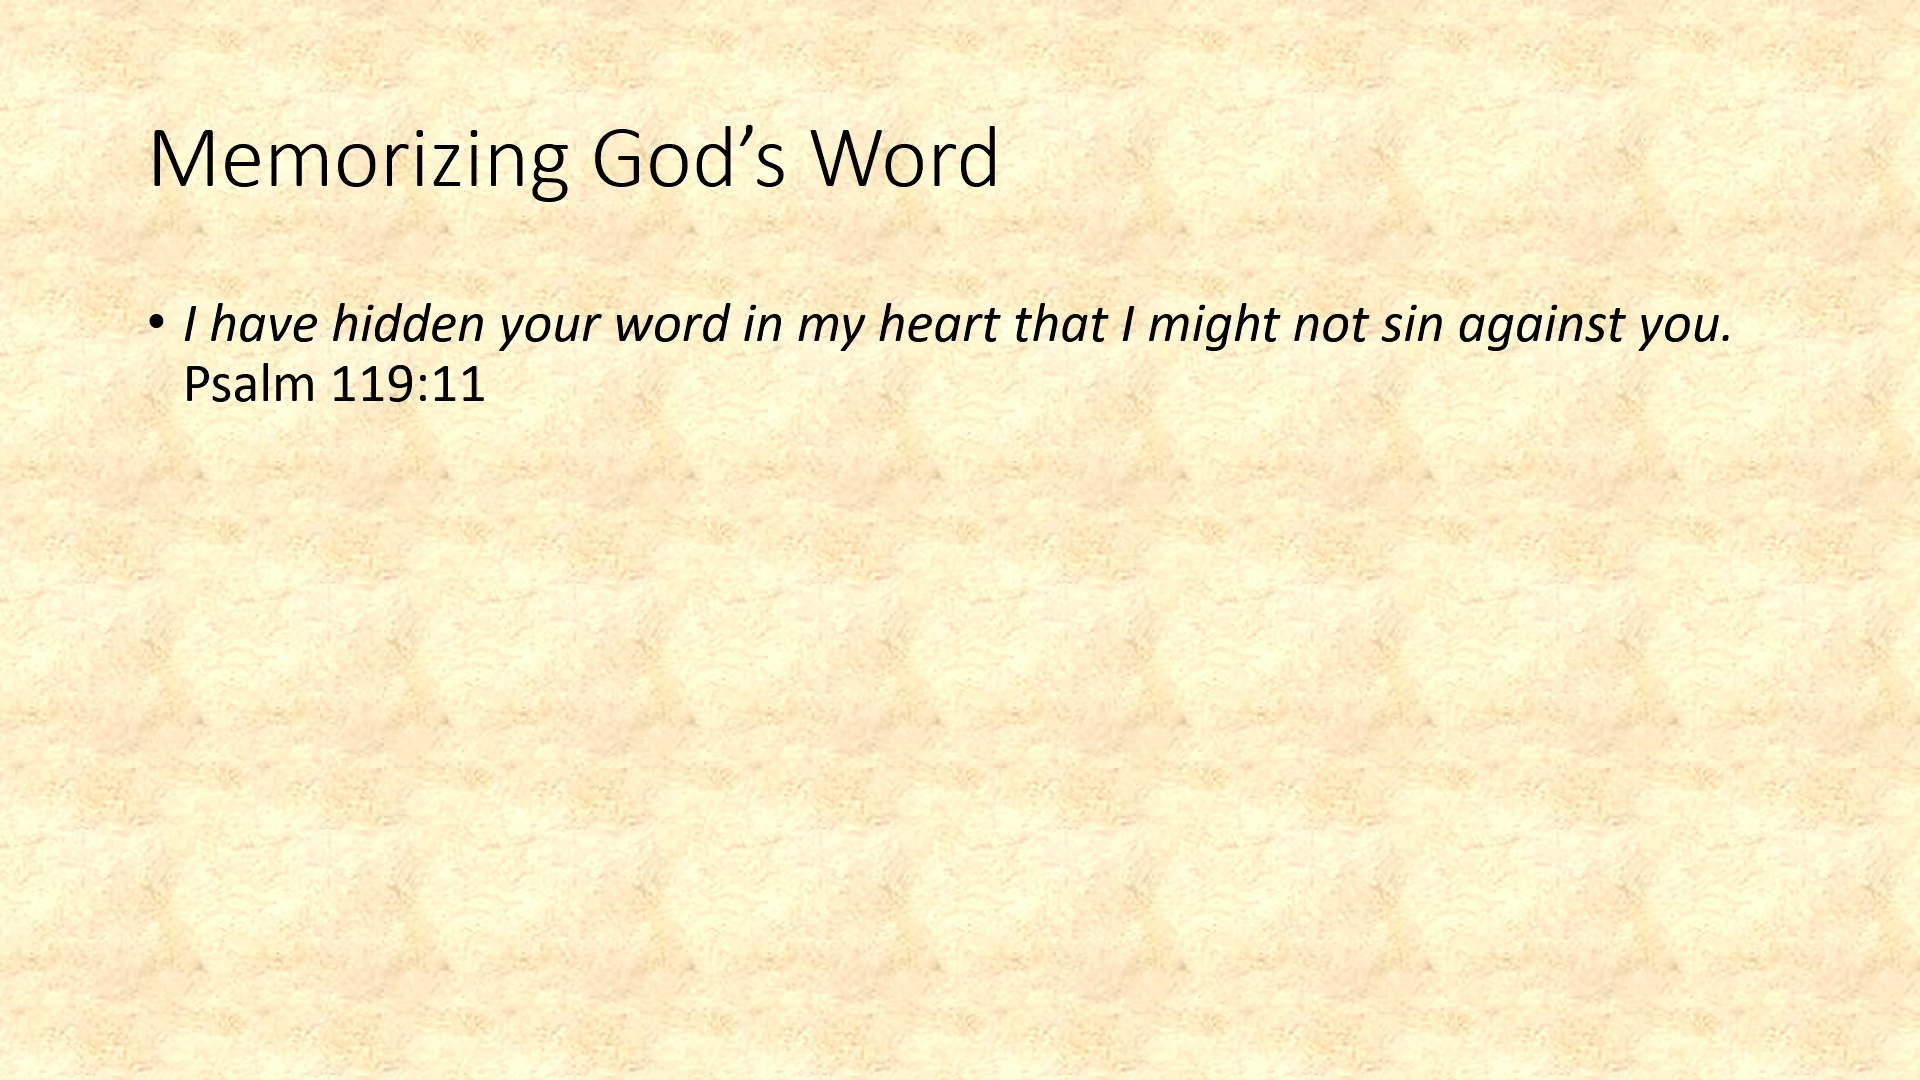 Memorizing God’s Word
• I have hidden your word in my heart that I might not sin against you.
Psalm 119:11